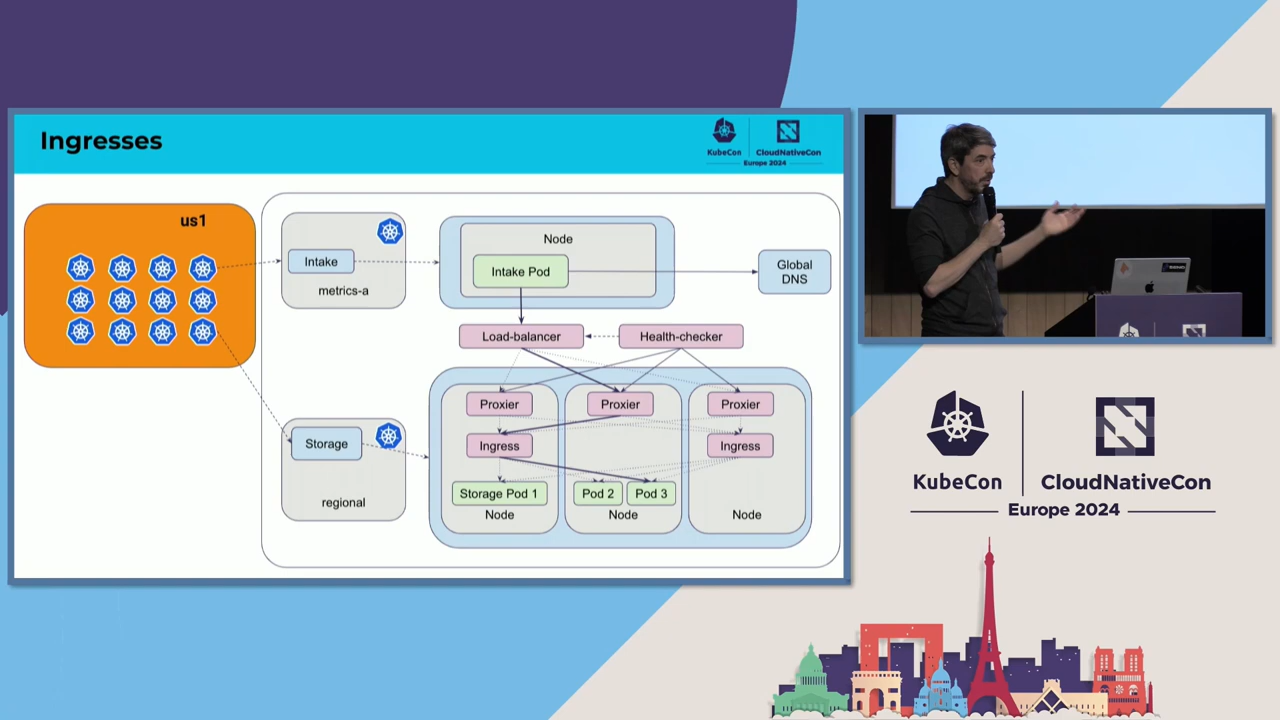 Ingresses
KubeCon
CloudNativeCon
Europe 2024
us1
Intake
metrics-a
Node
Intake Pod
Global
DNS
Load-balancer
Health-checker
Proxier
Proxier
Proxier
Ingress
Ingress
Storage
regional
Storage Pod 1
Pod 2
Pod 3
Node
Node
Node
KubeCon
CloudNativeCon
Europe 2024